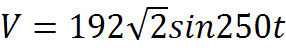 V = 192√2sin250t